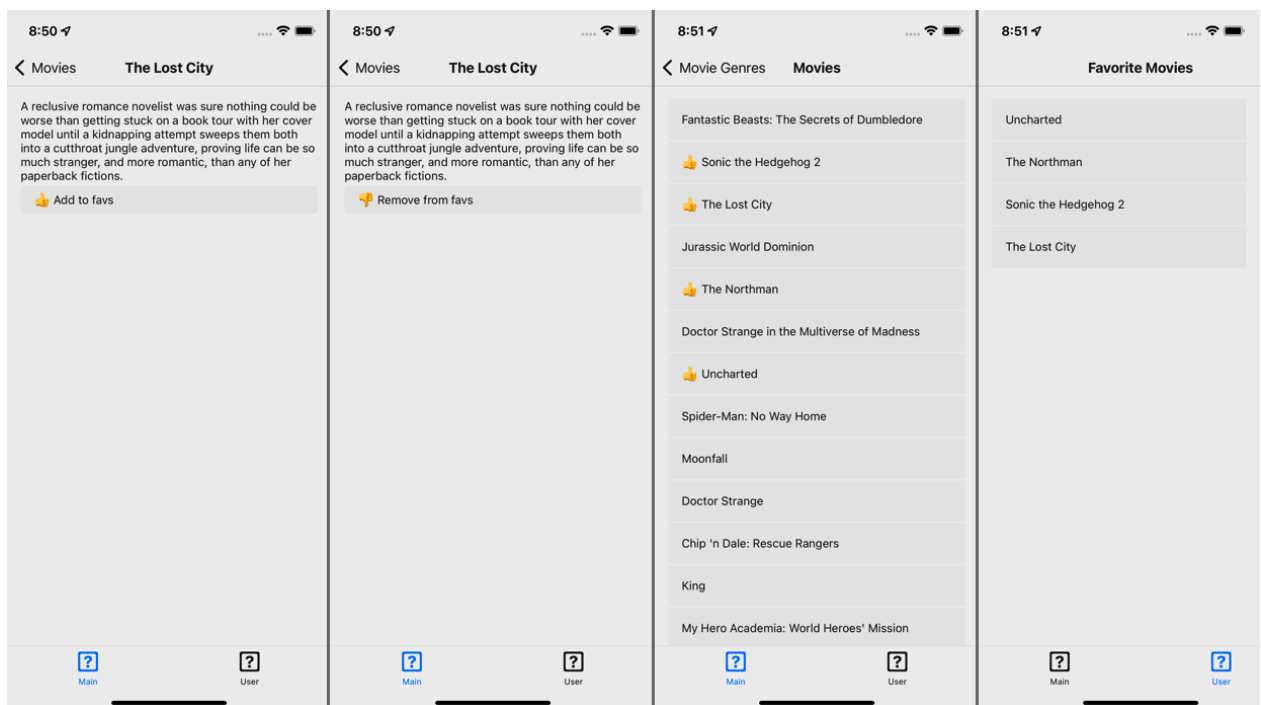 8:50
Movies The Lost City
A reclusive romance novelist was sure nothing could be
worse than getting stuck on a book tour with her cover
model until a kidnapping attempt sweeps them both
into a cutthroat jungle adventure, proving life can be so
much stranger, and more romantic, than any of her
paperback fictions.
👍 Add to favs
? ?
Main User
8:50
Movies The Lost City
A reclusive romance novelist was sure nothing could be
worse than getting stuck on a book tour with her cover
model until a kidnapping attempt sweeps them both
into a cutthroat jungle adventure, proving life can be so
much stranger, and more romantic, than any of her
paperback fictions.
👎 Remove from favs
? ?
Main User
8:51
Movie Genres Movies
Fantastic Beasts: The Secrets of Dumbledore
👍 Sonic the Hedgehog 2
👍 The Lost City
Jurassic World Dominion
👍 The Northman
Doctor Strange in the Multiverse of Madness
👍 Uncharted
Spider-Man: No Way Home
Moonfall
Doctor Strange
Chip 'n Dale: Rescue Rangers
King
My Hero Academia: World Heroes' Mission
? ?
Main User
8:51
Favorite Movies
Uncharted
The Northman
Sonic the Hedgehog 2
The Lost City
? ?
Main User